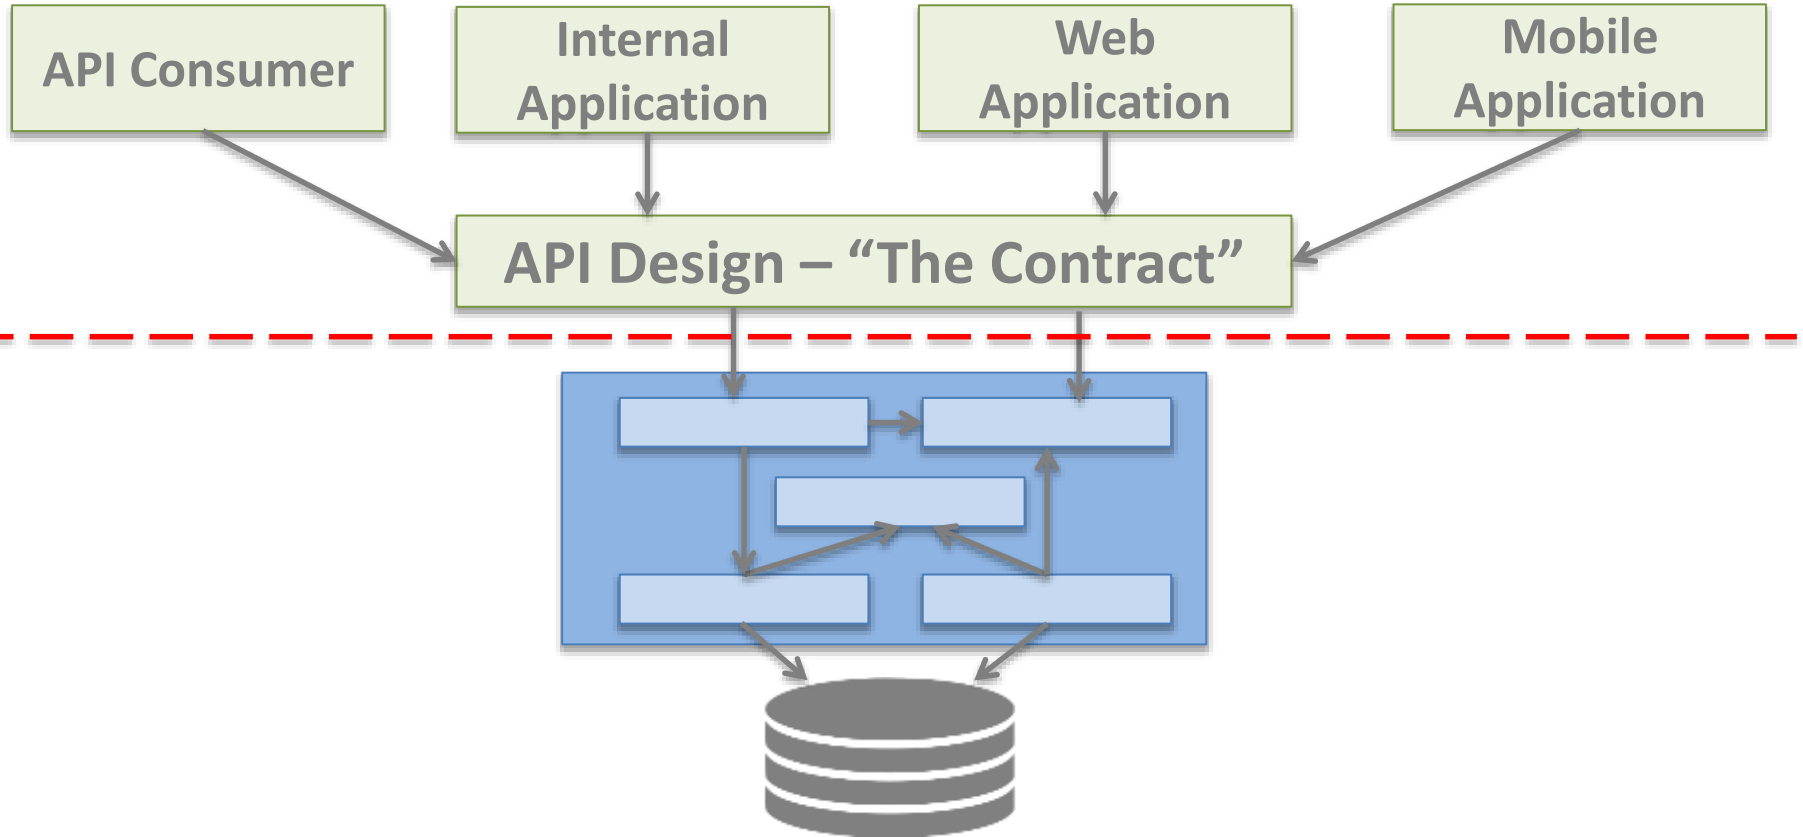 API Consumer
Internal
Application
Web
Application
Mobile
Application
API Design – “The Contract”